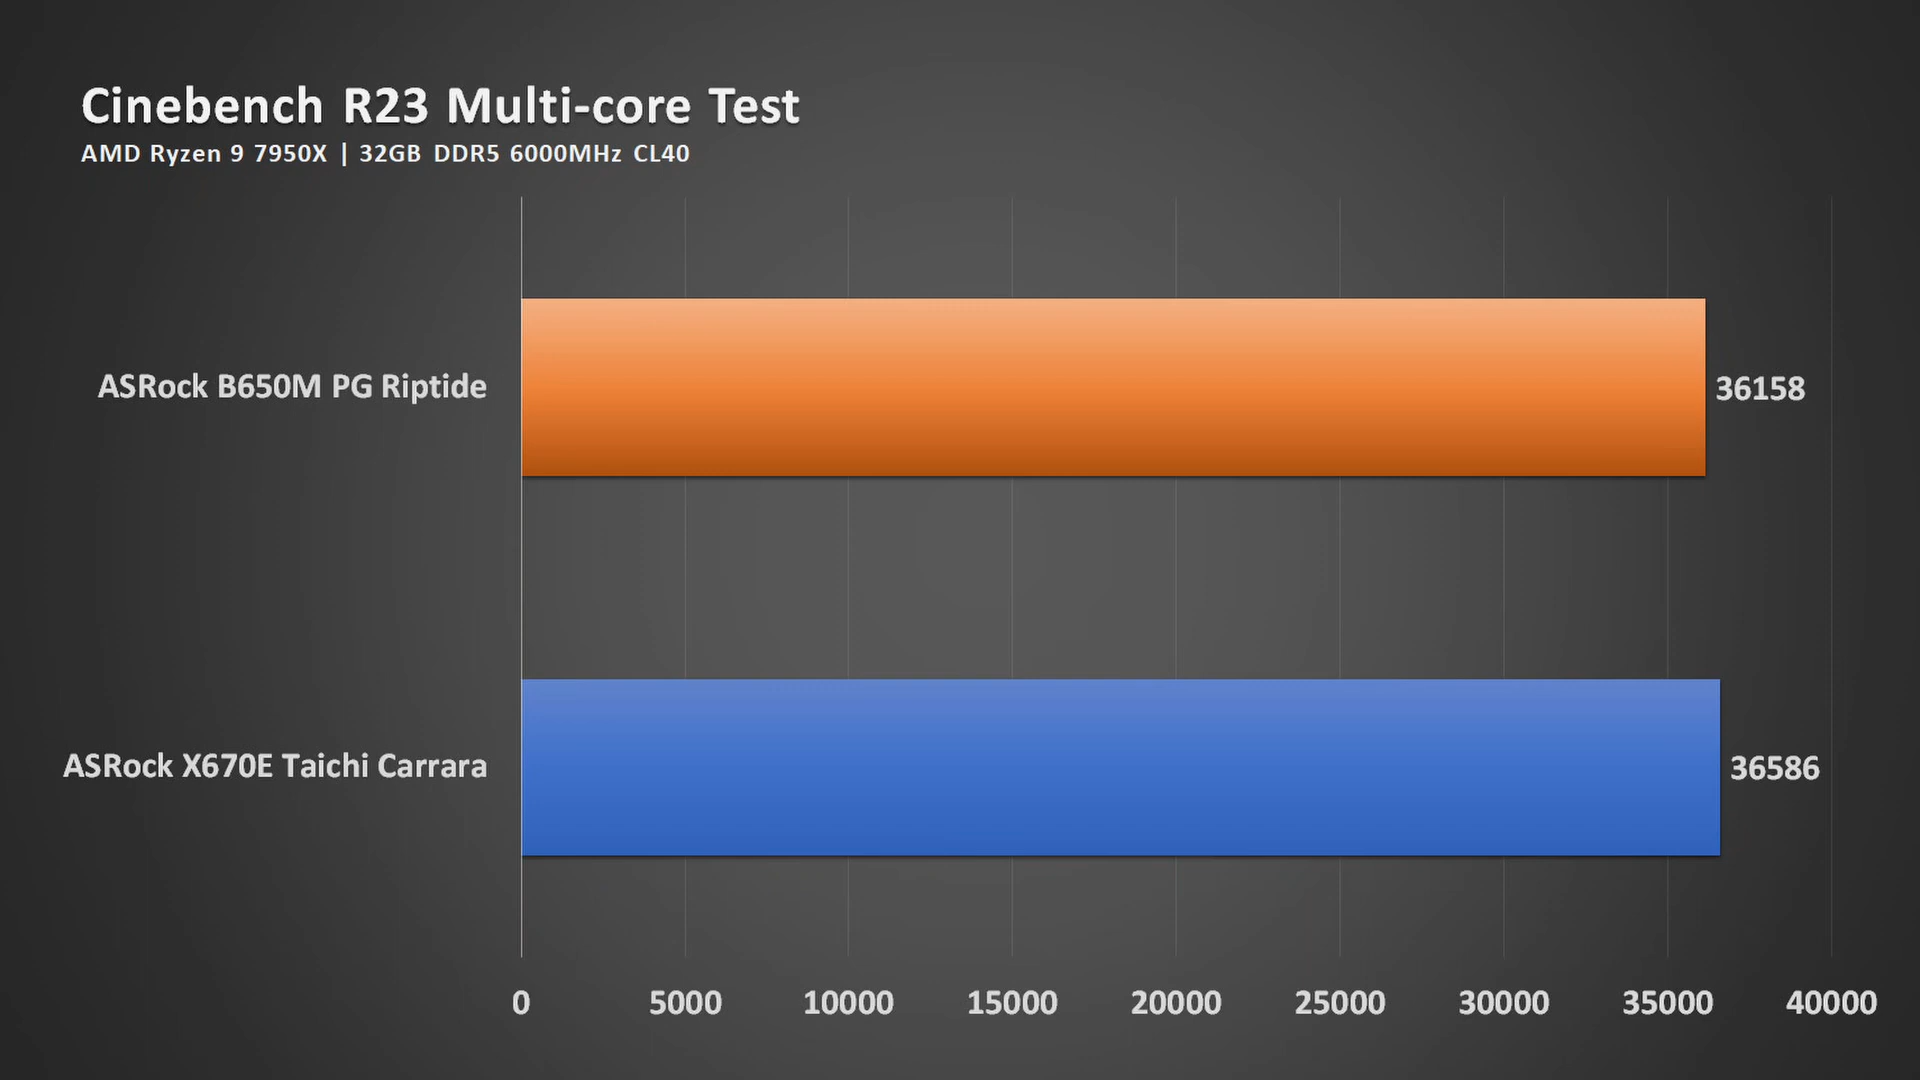 Cinebench R23 Multi-core Test
AMD Ryzen 9 7950X | 32GB DDR5 6000MHz CL40
ASRock B650M PG Riptide
36158
ASRock X670E Taichi Carrara
36586
0 5000 10000 15000 20000 25000 30000 35000 40000